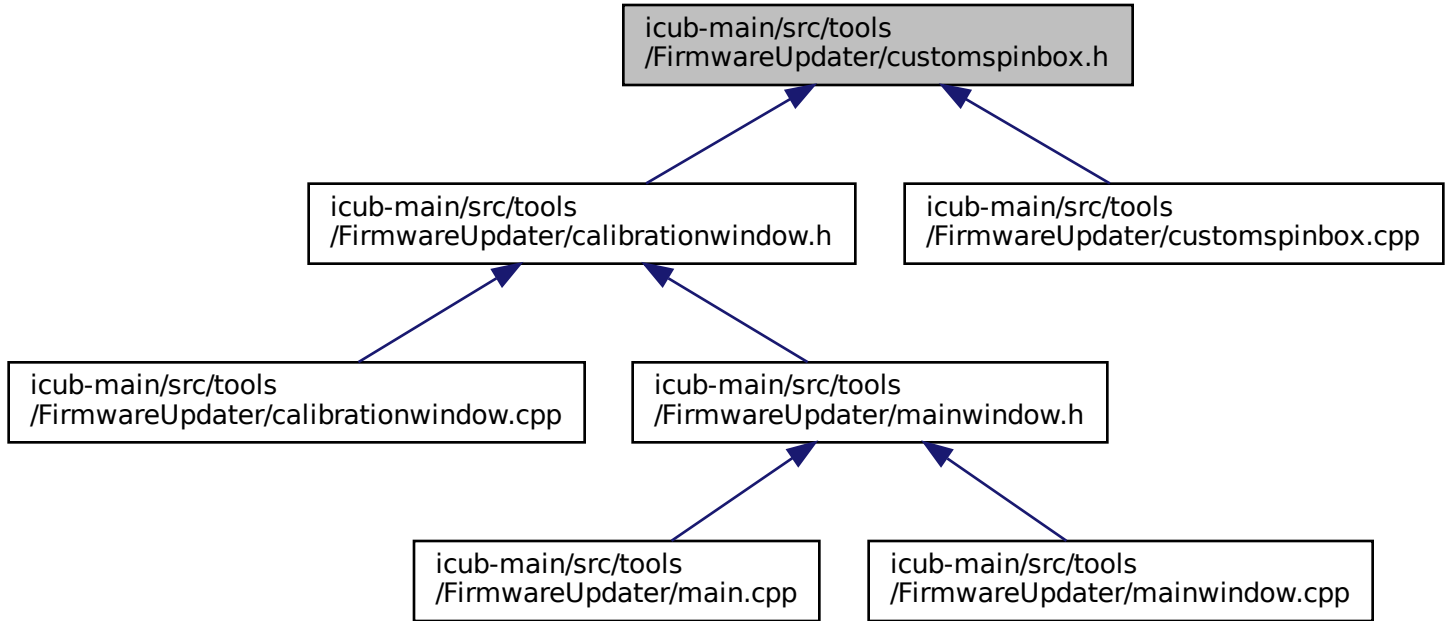 icub-main/src/tools
/FirmwareUpdater/customspinbox.h
icub-main/src/tools
/FirmwareUpdater/calibrationwindow.h
icub-main/src/tools
/FirmwareUpdater/customspinbox.cpp
icub-main/src/tools
/FirmwareUpdater/calibrationwindow.cpp
icub-main/src/tools
/FirmwareUpdater/mainwindow.h
icub-main/src/tools
/FirmwareUpdater/main.cpp
icub-main/src/tools
/FirmwareUpdater/mainwindow.cpp